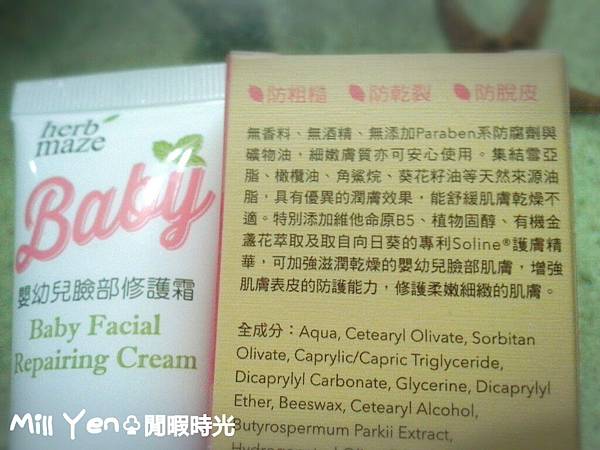 herb
maze
Baby
嬰幼兒臉部修護霜
Baby Facial
Repairing Cream
防粗糙 防乾裂 防脫皮
無香料、無酒精、無添加Paraben系防腐劑與
礦物油，細嫩膚質亦可安心使用。集結雪亞
脂、橄欖油、角鯊烷、葵花籽油等天然來源油
脂，具有優異的潤膚效果，能舒緩肌膚乾燥不
適。特別添加維他命原B5、植物固醇、有機金
盞花萃取及取自向日葵的專利Soline®護膚精
華，可加強滋潤乾燥的嬰幼兒臉部肌膚，增強
肌膚表皮的防護能力，修護柔嫩細緻的肌膚。
全成分：Aqua, Cetearyl Olivate, Sorbitan
Olivate, Caprylic/Capric Triglyceride,
Dicaprylyl Carbonate, Glycerine, Dicaprylyl
Ether, Beeswax, Cetearyl Alcohol,
Butyrospermum Parkii Extract,
Mill Yen♧閒暇時光